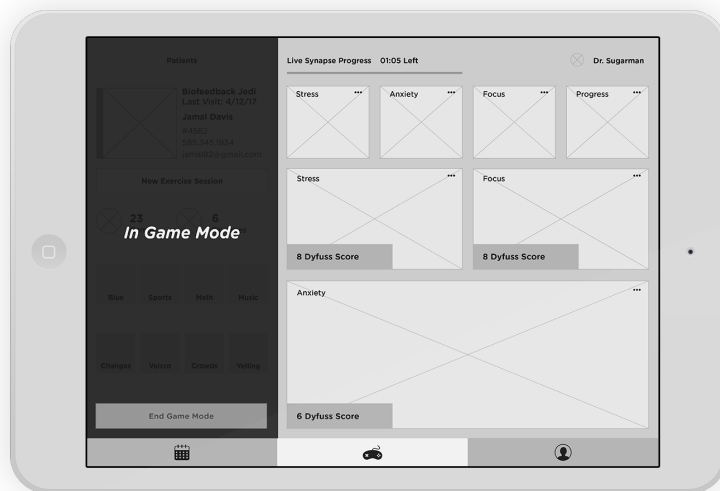 Patients
Biofeedback Jedi
Last Visit: 4/12/17
Jamal Davis
#4562
New Exercise Session
23
6
In Game Mode
Blue
Sports
Math
Music
Changes
Velcro
Crowds
Yelling
End Game Mode
Live Synapse Progress 01:05 Left
Dr. Sugarman
Stress
Anxiety
Focus
Progress
Stress
8 Dyfuss Score
Focus
8 Dyfuss Score
Anxiety
6 Dyfuss Score